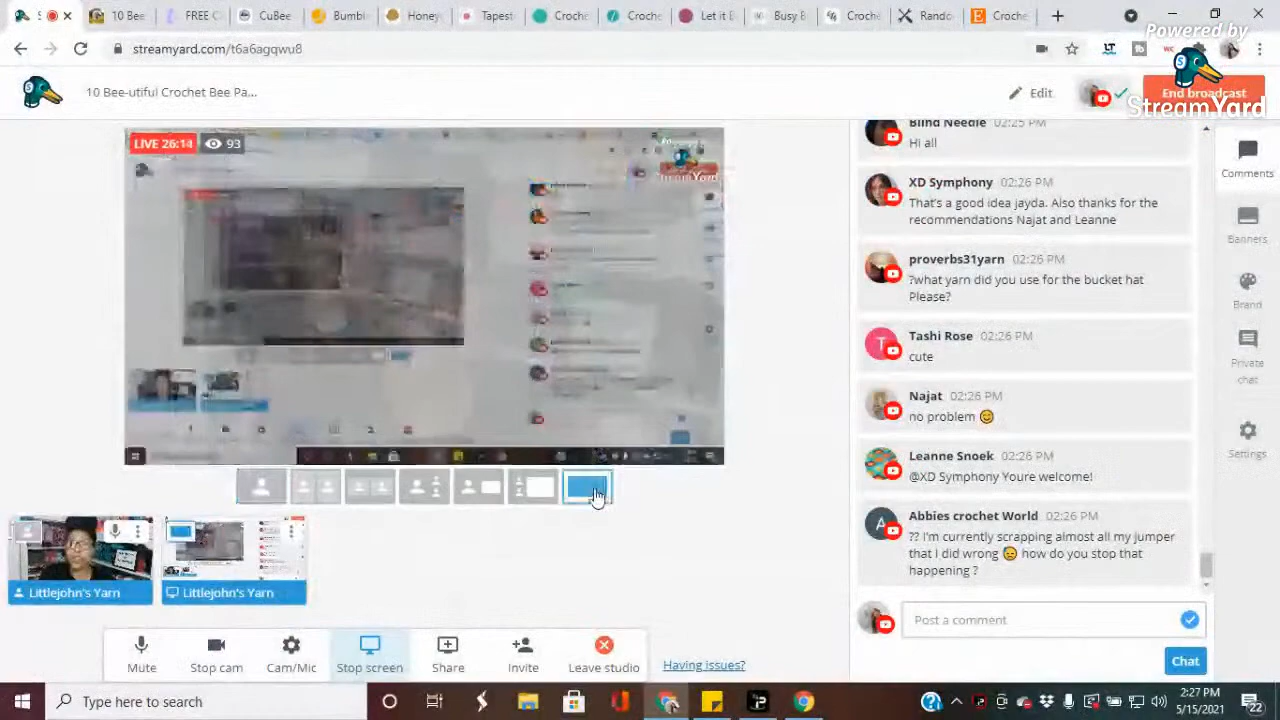 10 Bee
FREE C
CuBee
Bumbl
Honey
Tapest
Croche
Croche
Let it B
Busy B
Croche
Rando
Croche
streamyard.com/t6a6agqwu8
Powered by
StreamYard
10 Bee-utiful Crochet Bee Pa...
Edit
End broadcast
LIVE 26:14
93
Blind Needle 02:25 PM
Hi all
XD Symphony 02:26 PM
That's a good idea jayda. Also thanks for the
recommendations Najat and Leanne
proverbs31yarn 02:26 PM
?what yarn did you use for the bucket hat
Please?
Tashi Rose 02:26 PM
cute
Najat 02:26 PM
no problem
Leanne Snoek 02:26 PM
@XD Symphony Youre welcome!
Abbies crochet World 02:26 PM
?? I'm currently scrapping almost all my jumper
that I did wrong 😖 how do you stop that
happening ?
Post a comment
Chat
Comments
Banners
Brand
Private
chat
Settings
Littlejohn's Yarn
Littlejohn's Yarn
Mute
Stop cam
Cam/Mic
Stop screen
Share
Invite
Leave studio
Having issues?
Type here to search
2:27 PM
5/15/2021
22